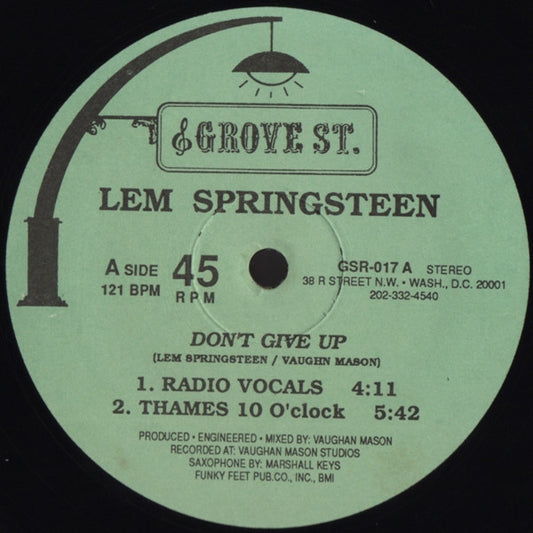 GROVE ST.
LEM SPRINGSTEEN
A SIDE 45 GSR-017 A STEREO
121 BPM RPM 38 R STREET N.W. • WASH., D.C. 20001
202-332-4540
DON'T GIVE UP
(LEM SPRINGSTEEN / VAUGHN MASON)
1. RADIO VOCALS 4:11
2. THAMES 10 O'clock 5:42
PRODUCED • ENGINEERED • MIXED BY: VAUGHAN MASON
RECORDED AT: VAUGHAN MASON STUDIOS
SAXOPHONE BY: MARSHALL KEYS
FUNKY FEET PUB.CO., INC., BMI